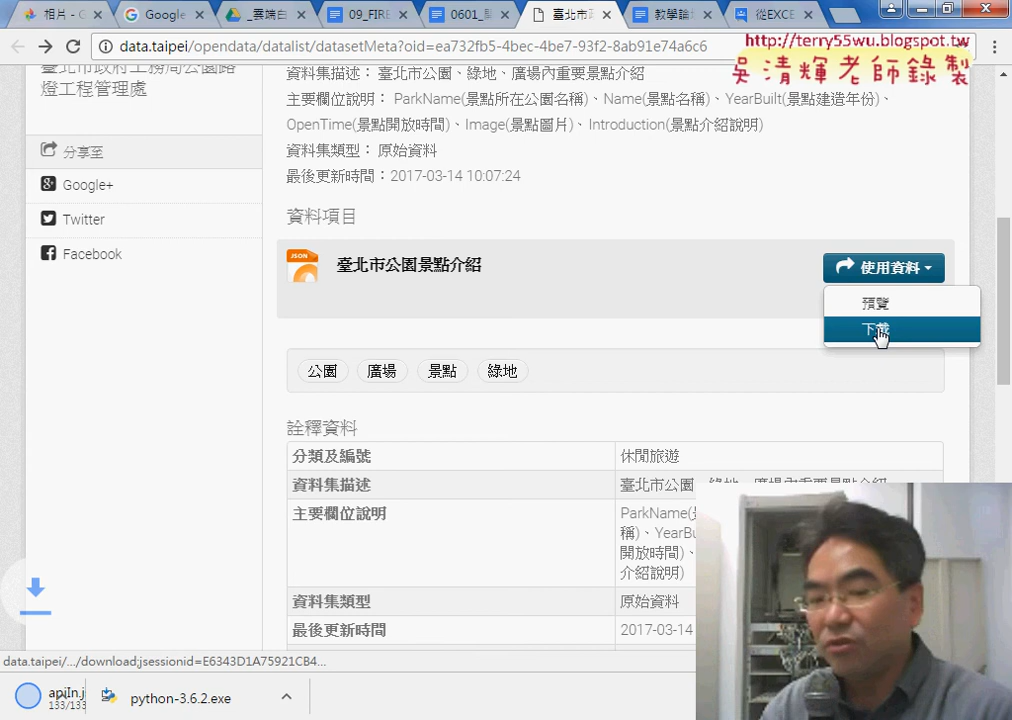 相片 - G
Google
_雲端白
09_FIRE
0601_
臺北市政
教學論
從EXCE
data.taipei/opendata/datalist/datasetMeta?oid=ea732fb5-4bec-4be7-93f2-8ab91e74a6c6
http://terry55wu.blogspot.tw
吳清輝老師錄製
臺北市政府工務局公園路
燈工程管理處
分享至
Google+
Twitter
Facebook
資料集描述： 臺北市公園、綠地、廣場內重要景點介紹
主要欄位說明： ParkName(景點所在公園名稱)、Name(景點名稱)、YearBuilt(景點建造年份)、
OpenTime(景點開放時間)、Image(景點圖片)、Introduction(景點介紹說明)
資料集類型： 原始資料
最後更新時間：2017-03-14 10:07:24
資料項目
JSON
臺北市公園景點介紹
使用資料
預覽
下載
公園
廣場
景點
綠地
詮釋資料
分類及編號
休閒旅遊
資料集描述
臺北市公園、綠地、廣場內重要景點介紹
主要欄位說明
ParkName(
稱)、YearBu
開放時間)、
介紹說明)
資料集類型
原始資料
最後更新時間
2017-03-14
data.taipei/.../download;jsessionid=E6343D1A75921CB4...
133/133
python-3.6.2.exe